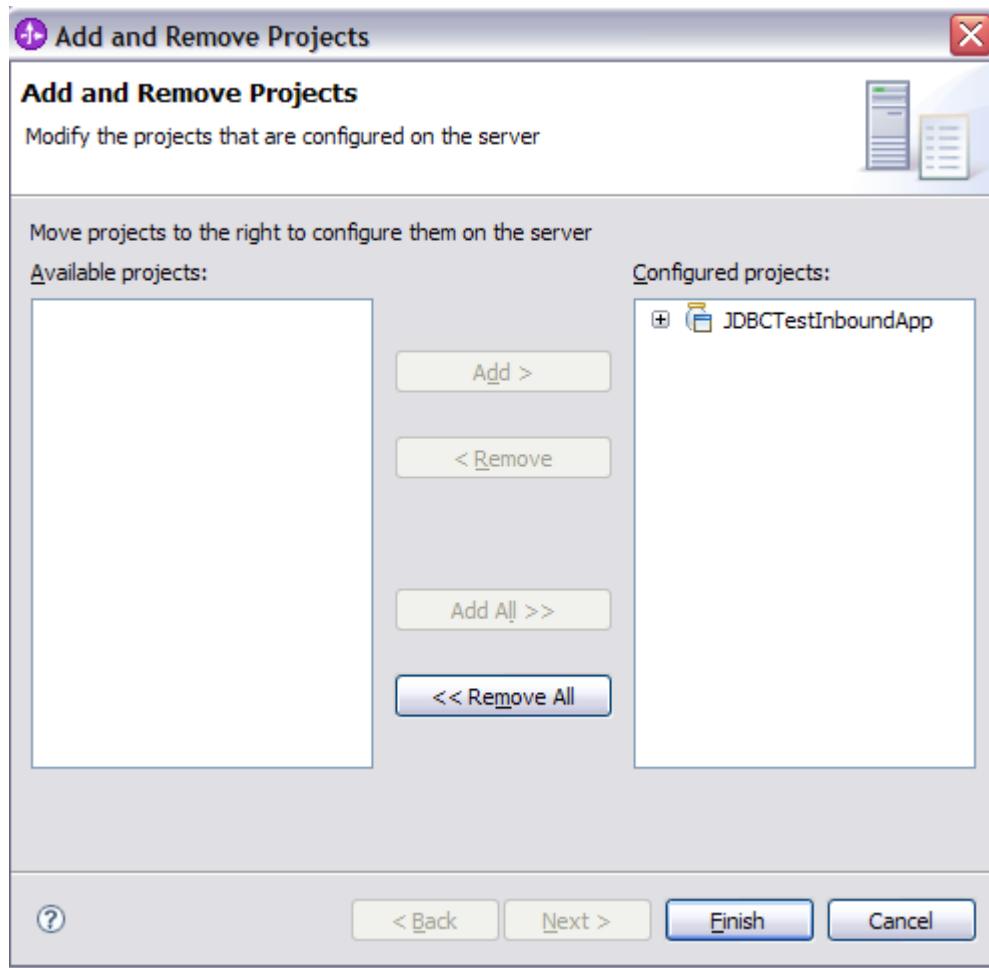 Add and Remove Projects
Add and Remove Projects
Modify the projects that are configured on the server
Move projects to the right to configure them on the server
Available projects:
Configured projects:
JDBCTestInboundApp
Add >
< Remove
Add All >>
<< Remove All
?
< Back
Next >
Finish
Cancel